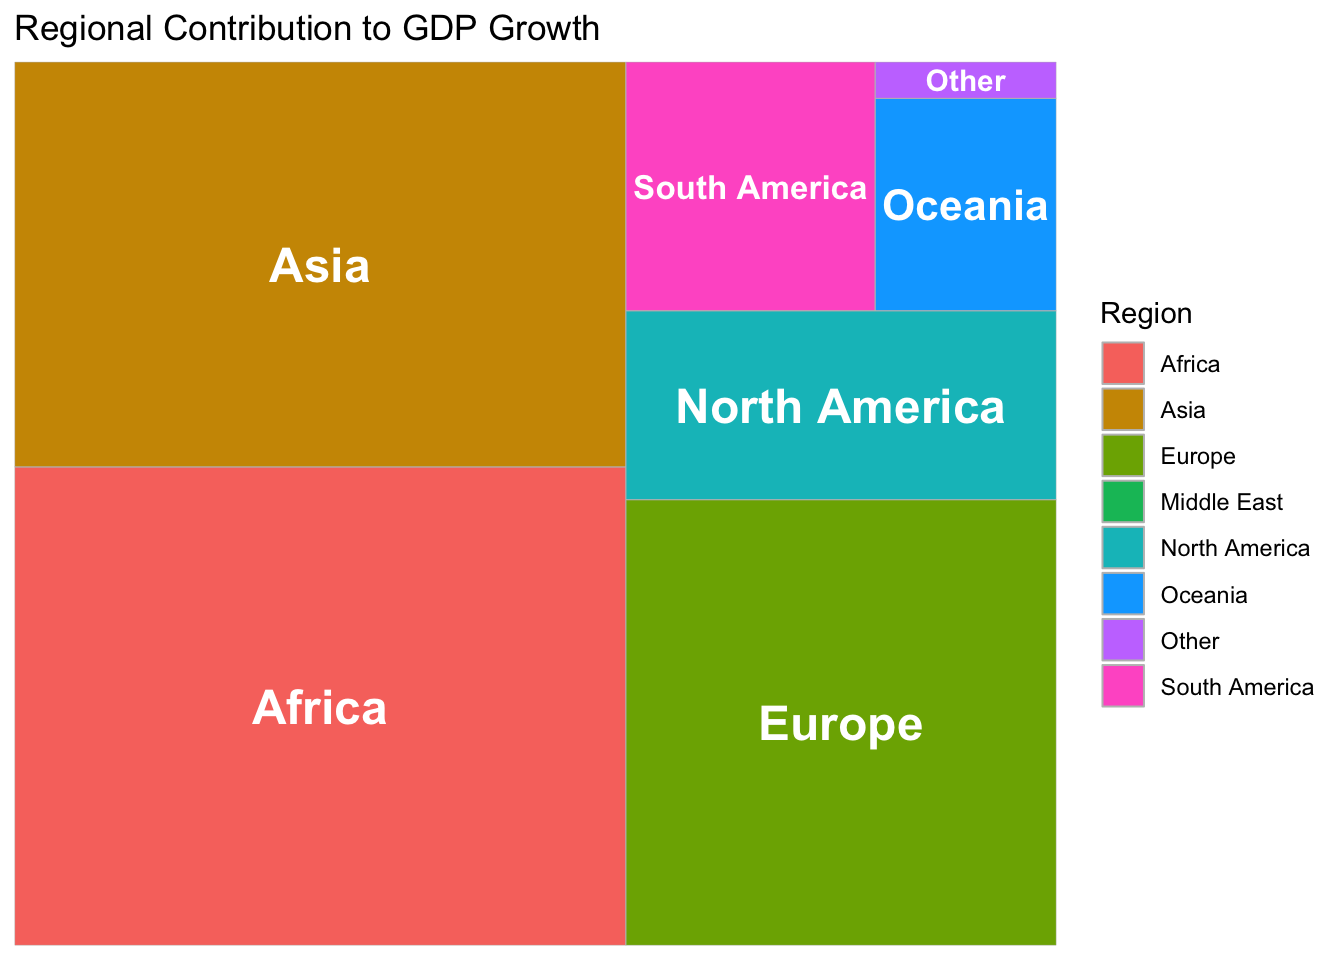 Regional Contribution to GDP Growth
Other
South America
Oceania
Asia
North America
Africa
Europe
Region
Africa
Asia
Europe
Middle East
North America
Oceania
Other
South America